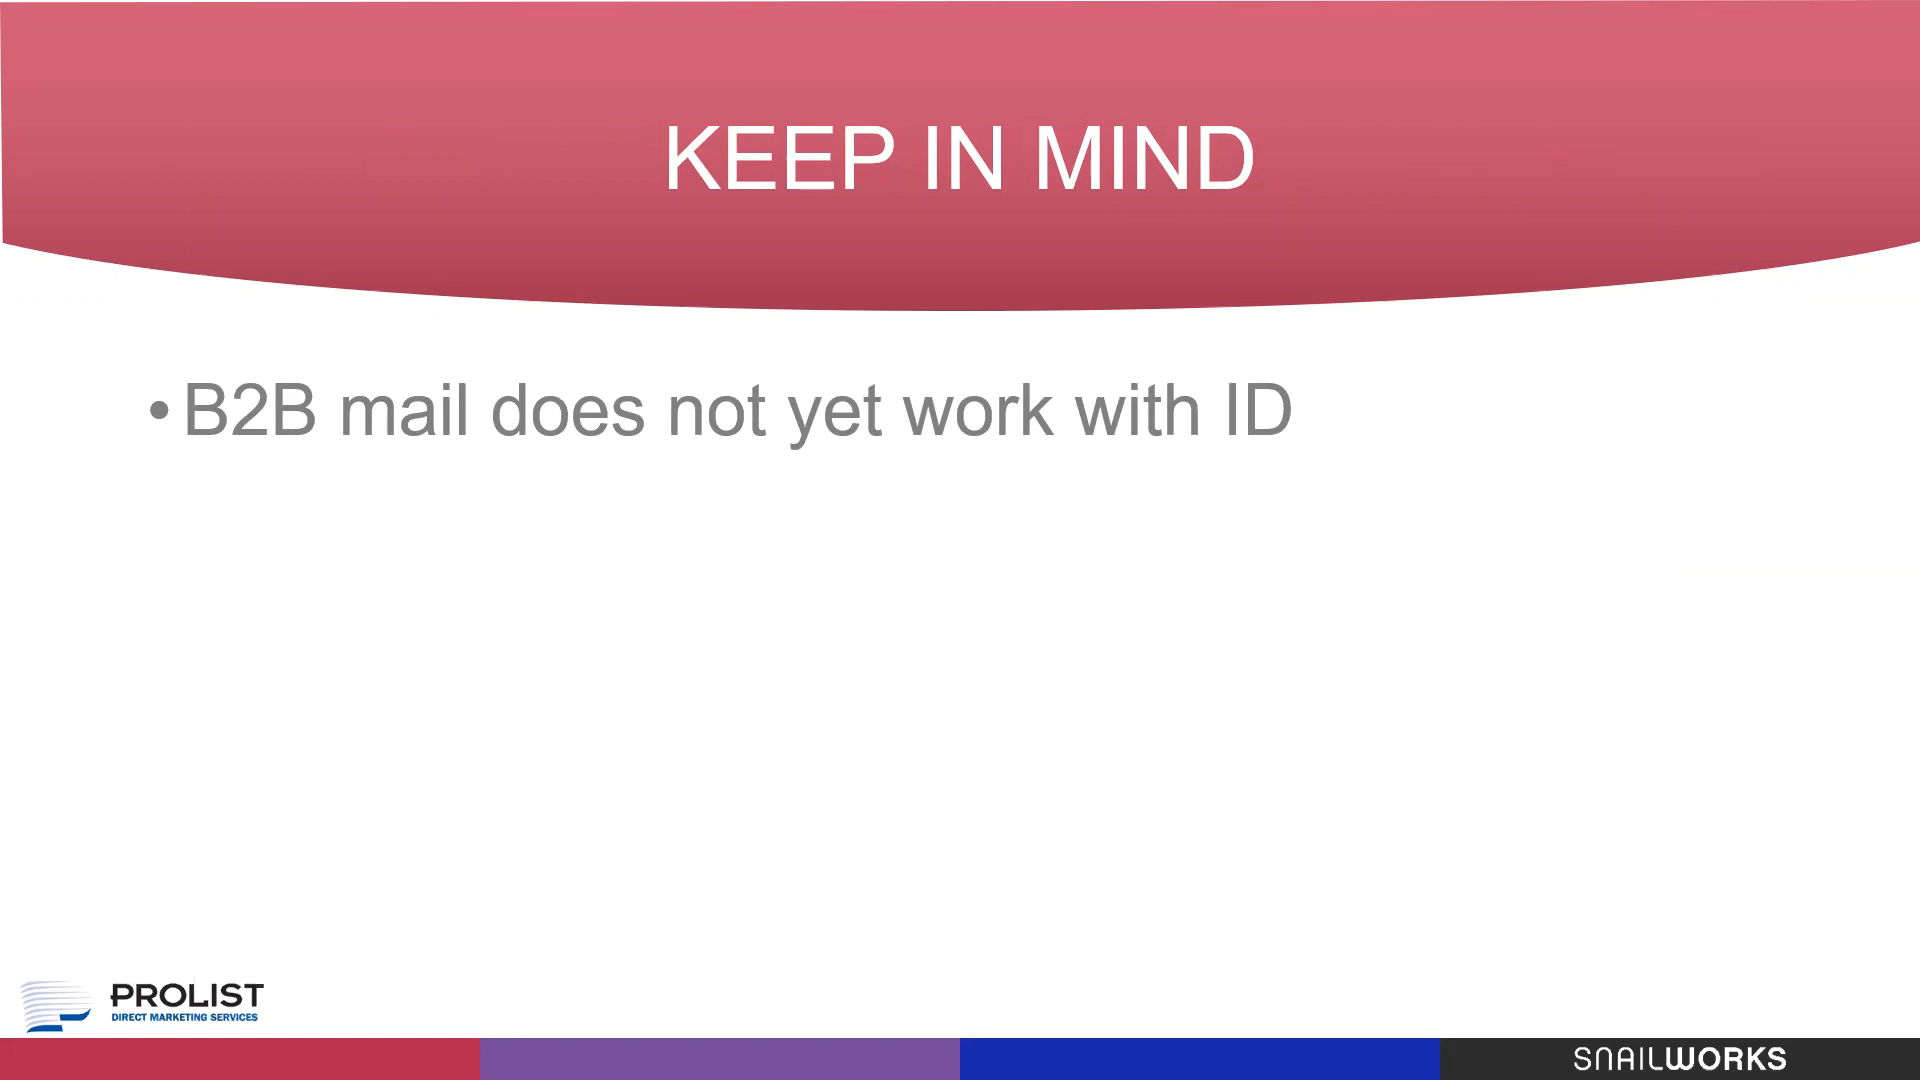 KEEP IN MIND
• B2B mail does not yet work with ID
PROLIST
DIRECT MARKETING SERVICES
SNAILWORKS